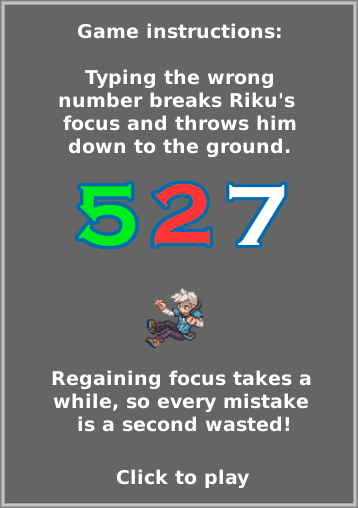 Game instructions:
Typing the wrong
number breaks Riku's
focus and throws him
down to the ground.
527
Regaining focus takes a
while, so every mistake
is a second wasted!
Click to play